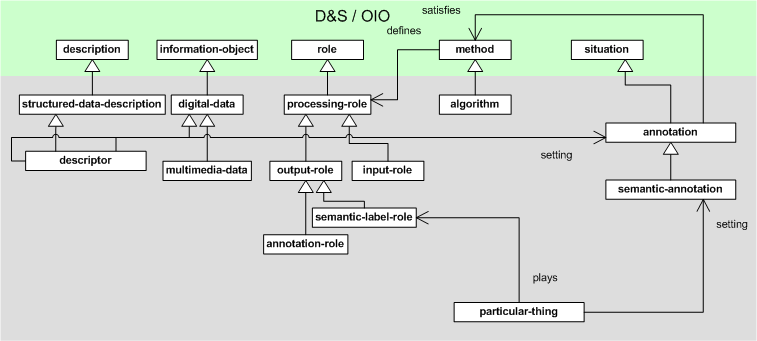 D&S / OIO
satisfies
defines
description
information-object
role
method
situation
structured-data-description
digital-data
processing-role
algorithm
annotation
setting
descriptor
multimedia-data
output-role
input-role
semantic-annotation
semantic-label-role
setting
annotation-role
plays
particular-thing